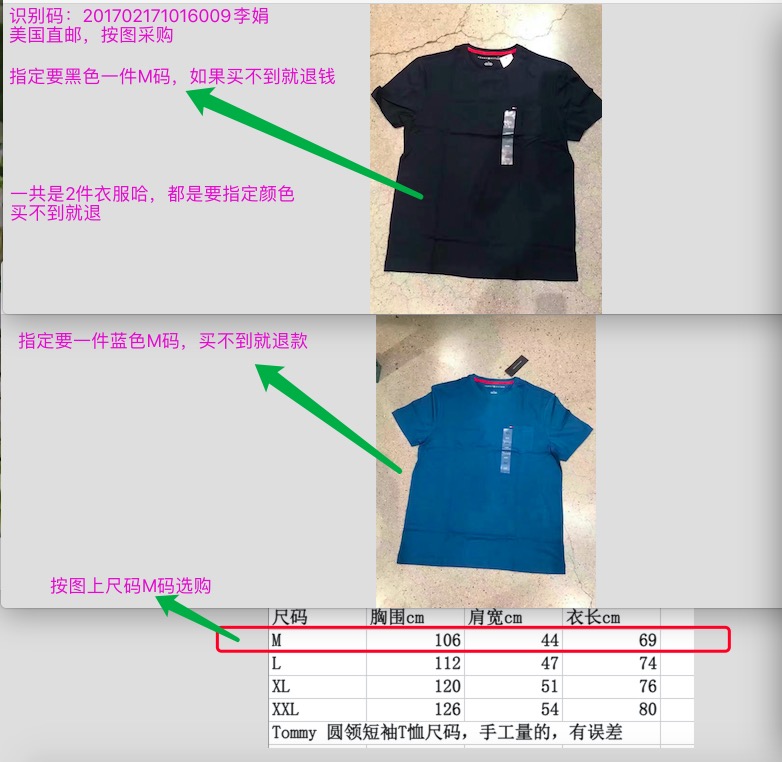 识别码：201702171016009李娟
美国直邮，按图采购
指定要黑色一件M码，如果买不到就退钱
一共是2件衣服哈，都是要指定颜色
买不到就退
指定要一件蓝色M码，买不到就退款
按图上尺码M码选购
尺码 胸围cm 肩宽cm 衣长cm
M 106 44 69
L 112 47 74
XL 120 51 76
XXL 126 54 80
Tommy 圆领短袖T恤尺码，手工量的，有误差